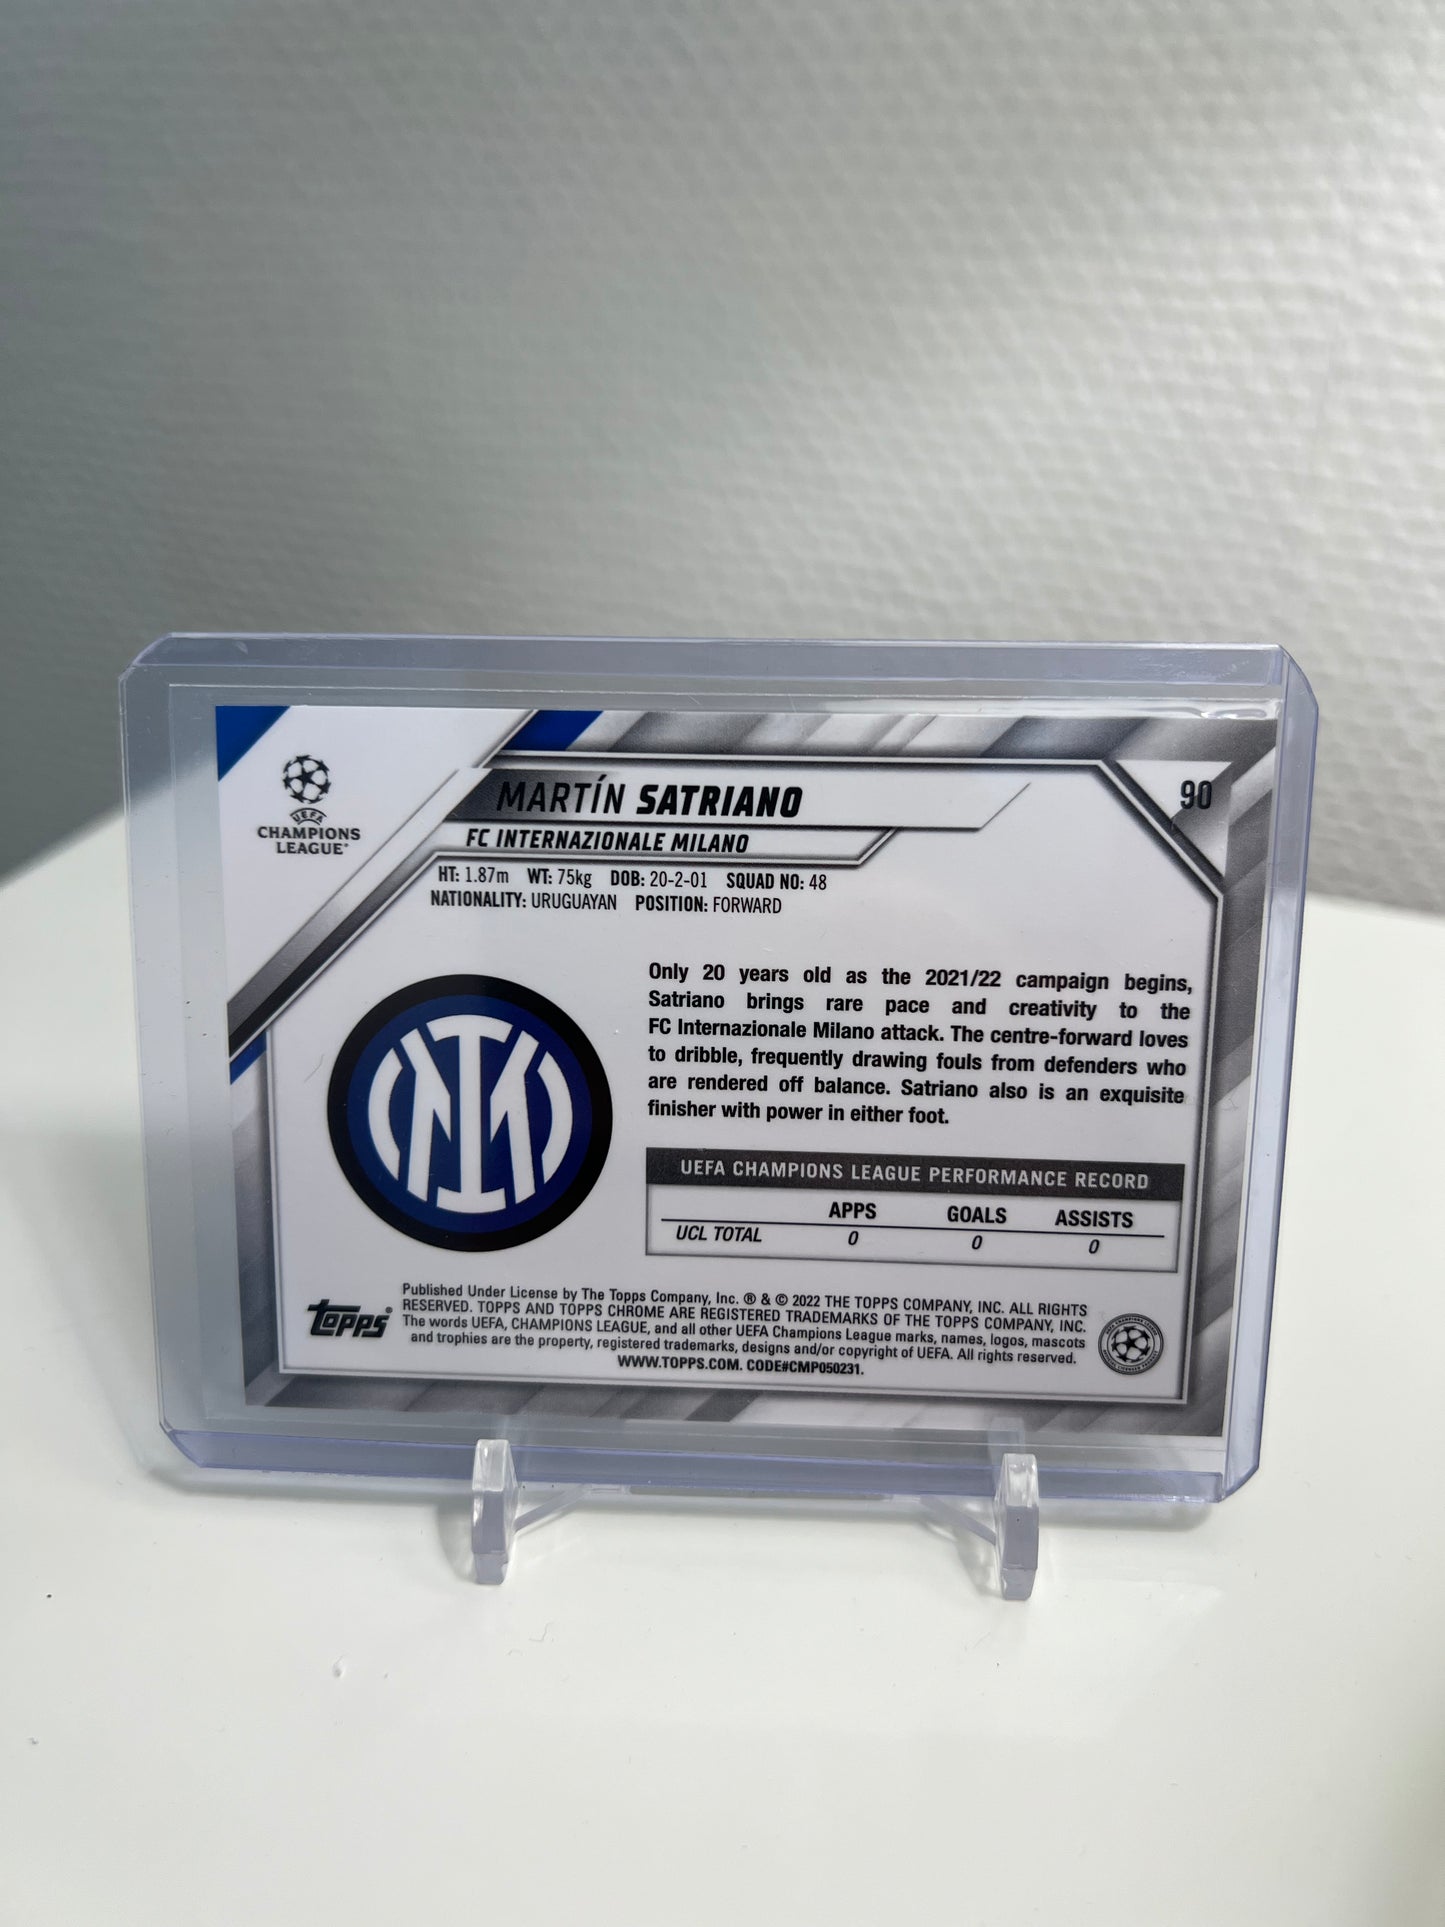 MARTÍN SATRIANO
90
FC INTERNAZIONALE MILANO
UEFA
CHAMPIONS
LEAGUE
HT: 1.87m WT: 75kg DOB: 20-2-01 SQUAD NO: 48
NATIONALITY: URUGUAYAN POSITION: FORWARD
Only 20 years old as the 2021/22 campaign begins,
Satriano brings rare pace and creativity to the
FC Internazionale Milano attack. The centre-forward loves
to dribble, frequently drawing fouls from defenders who
are rendered off balance. Satriano also is an exquisite
finisher with power in either foot.
UEFA CHAMPIONS LEAGUE PERFORMANCE RECORD
APPS GOALS ASSISTS
UCL TOTAL 0 0 0
topps®
Published Under License by The Topps Company, Inc. ® & © 2022 THE TOPPS COMPANY, INC. ALL RIGHTS
RESERVED. TOPPS AND TOPPS CHROME ARE REGISTERED TRADEMARKS OF THE TOPPS COMPANY, INC.
The words UEFA, CHAMPIONS LEAGUE, and all other UEFA Champions League marks, names, logos, mascots
and trophies are the property, registered trademarks, designs and/or copyright of UEFA. All rights reserved.
WWW.TOPPS.COM. CODE#CMP050231.